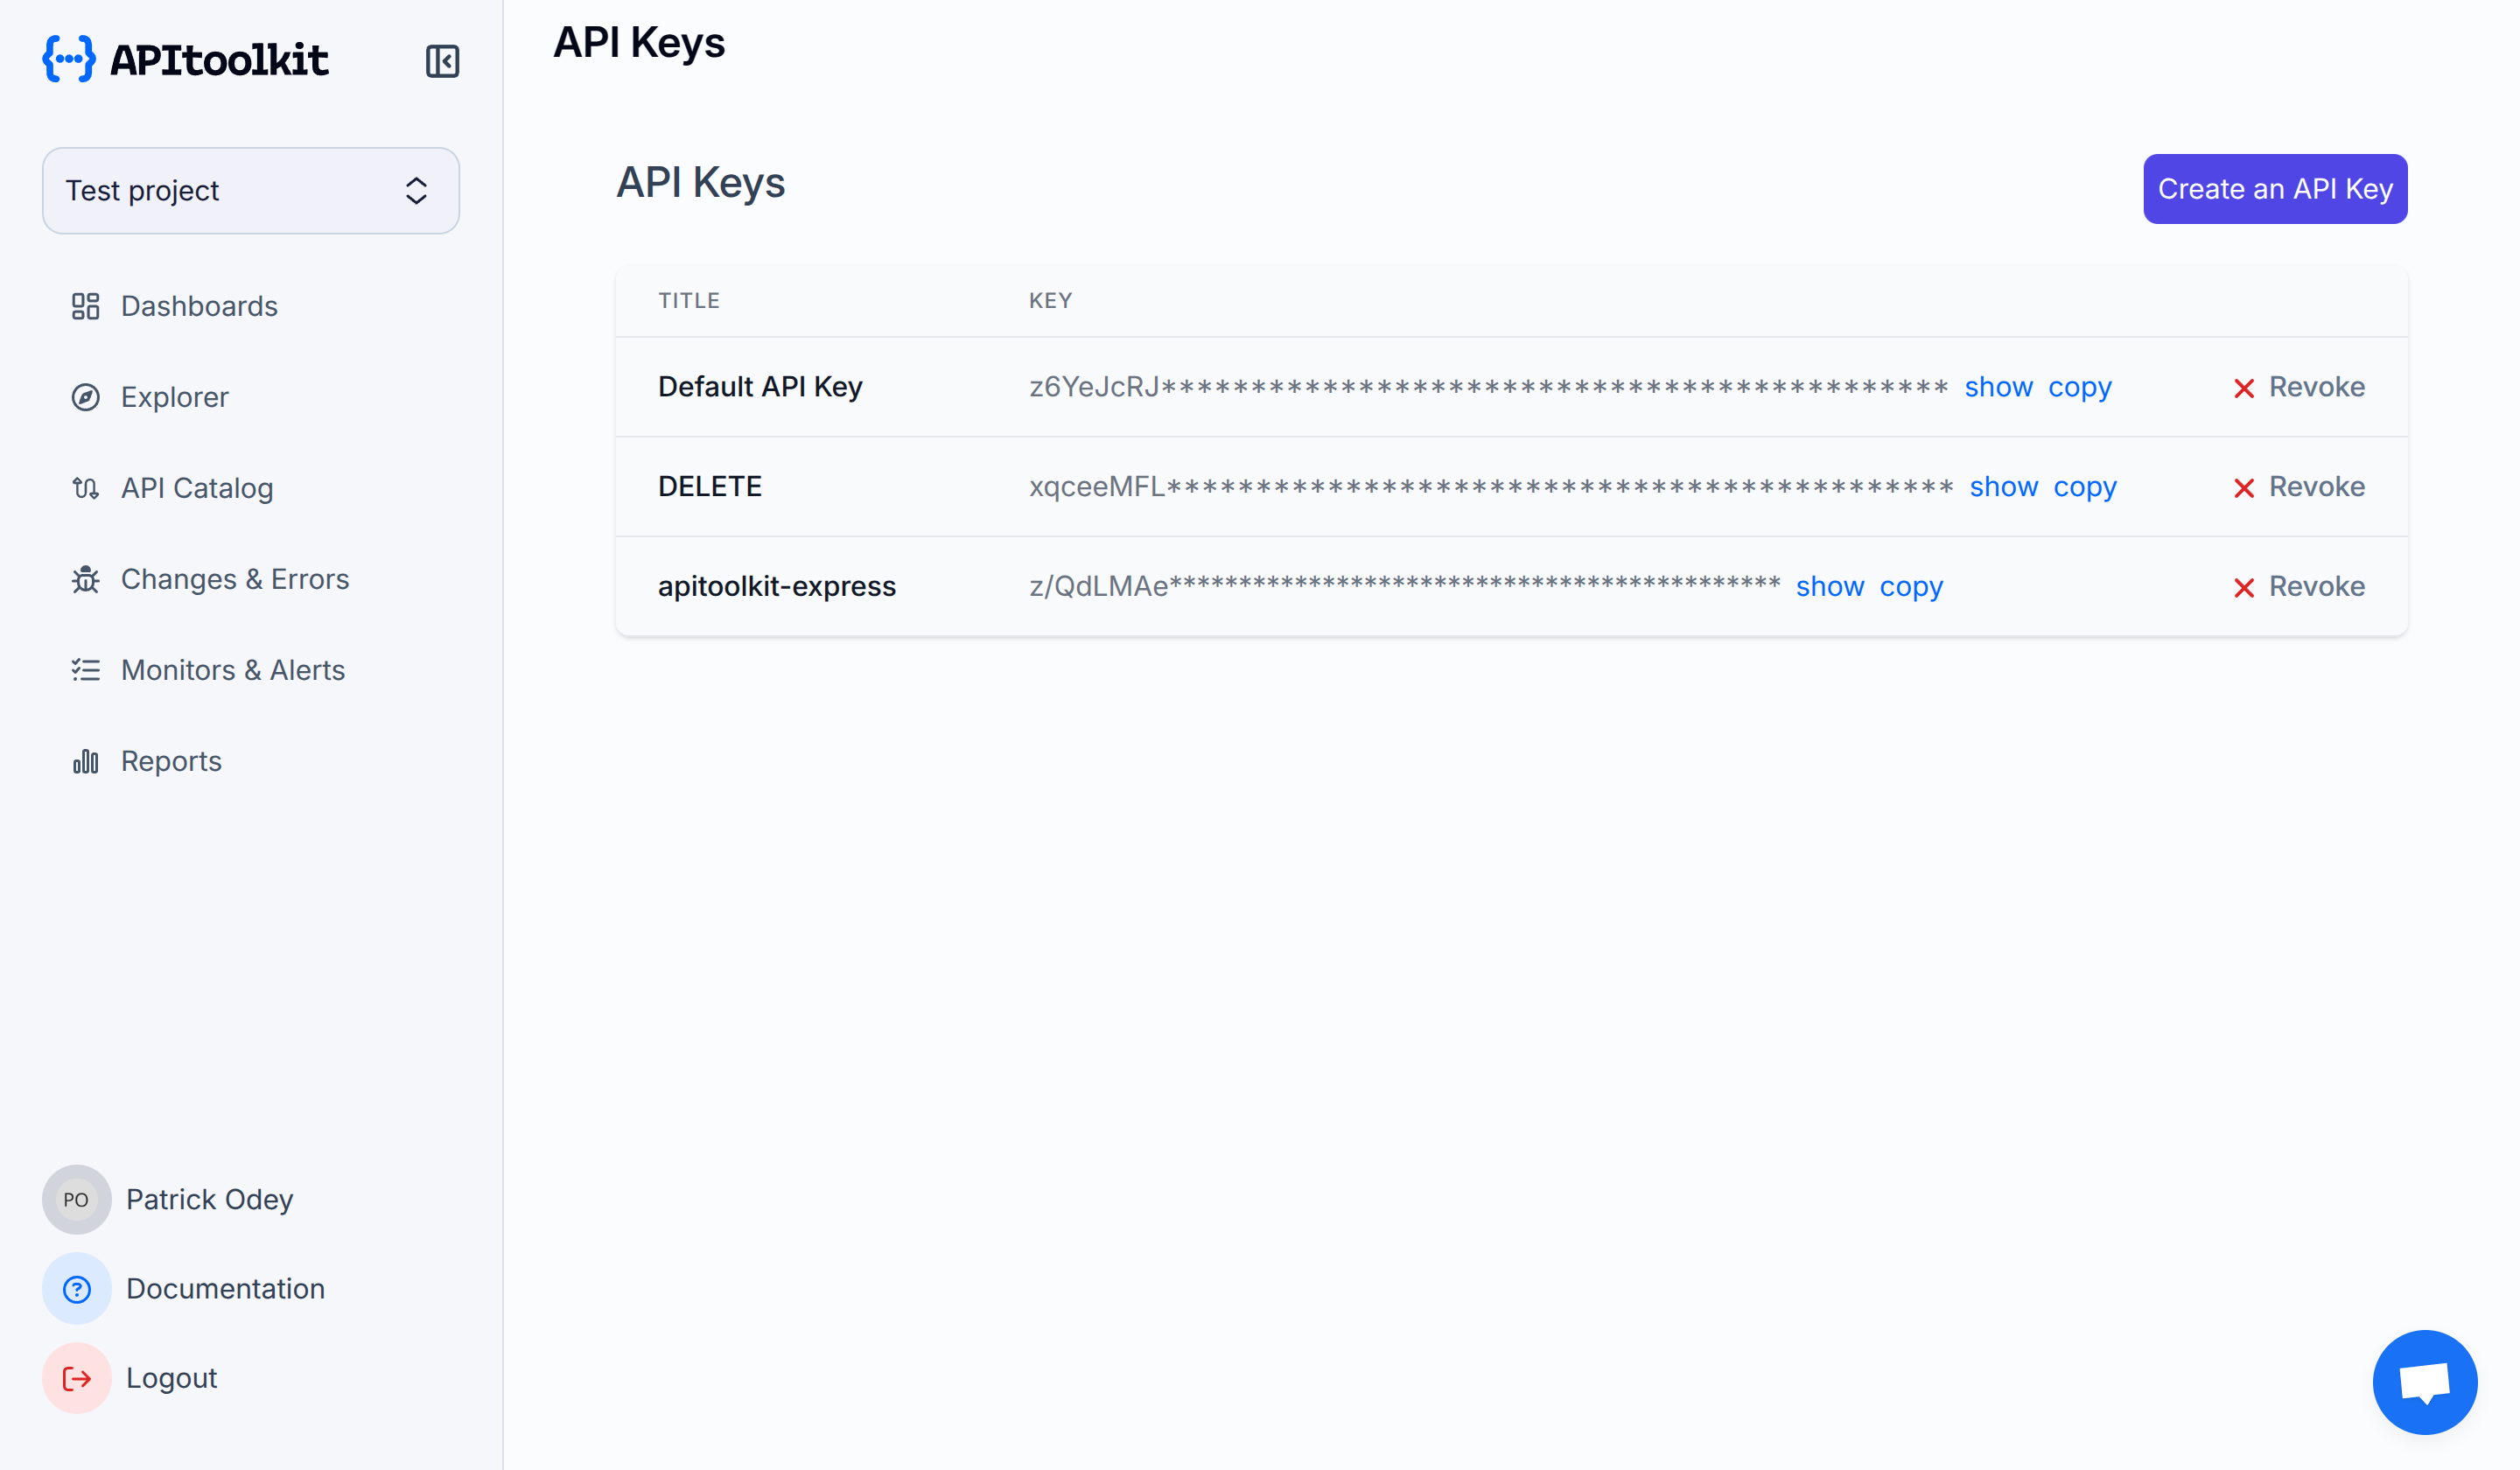 APItoolkit
Test project
Dashboards
Explorer
API Catalog
Changes & Errors
Monitors & Alerts
Reports
PO Patrick Odey
Documentation
Logout
API Keys
API Keys
Create an API Key
TITLE KEY
Default API Key z6YeJcRJ******************************************** show copy Revoke
DELETE xqceeMFL******************************************** show copy Revoke
apitoolkit-express z/QdLMAe******************************************** show copy Revoke